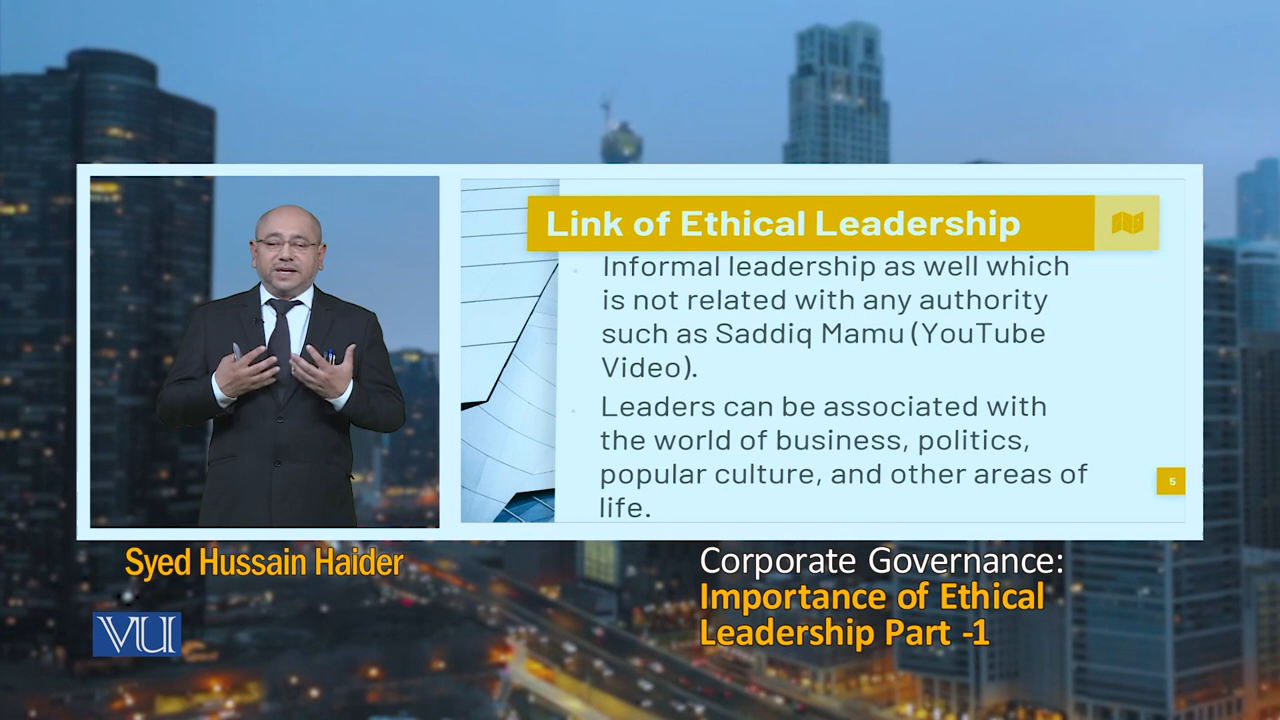 Link of Ethical Leadership
Informal leadership as well which
is not related with any authority
such as Saddiq Mamu (YouTube
Video).
Leaders can be associated with
the world of business, politics,
popular culture, and other areas of
life.
5
Syed Hussain Haider
Corporate Governance:
Importance of Ethical
Leadership Part -1
VU